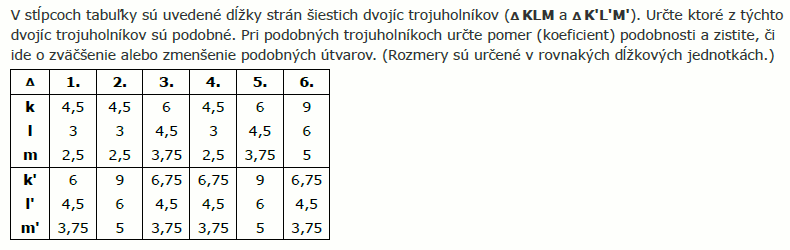 V stĺpcoch tabuľky sú uvedené dĺžky strán šiestich dvojíc trojuholníkov (Δ KLM a Δ K'L'M'). Určte ktoré z týchto
dvojíc trojuholníkov sú podobné. Pri podobných trojuholníkoch určte pomer (koeficient) podobnosti a zistite, či
ide o zväčšenie alebo zmenšenie podobných útvarov. (Rozmery sú určené v rovnakých dĺžkových jednotkách.)
Δ 1. 2. 3. 4. 5. 6.
k 4,5 4,5 6 4,5 6 9
l 3 3 4,5 3 4,5 6
m 2,5 2,5 3,75 2,5 3,75 5
k' 6 9 6,75 6,75 9 6,75
l' 4,5 6 4,5 4,5 6 4,5
m' 3,75 5 3,75 3,75 5 3,75